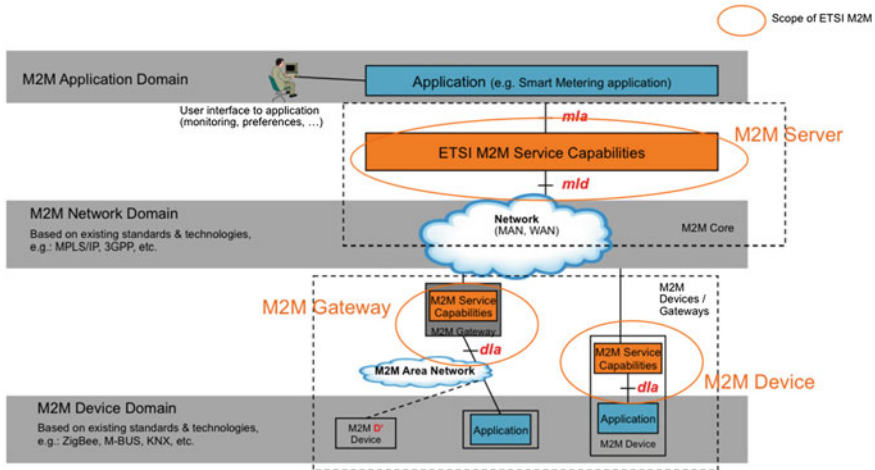 Scope of ETSI M2M
M2M Application Domain
Application (e.g. Smart Metering application)
User interface to application
(monitoring, preferences, ...)
mIa
M2M Server
ETSI M2M Service Capabilities
mId
M2M Network Domain
Based on existing standards & technologies,
e.g.: MPLS/IP, 3GPP, etc.
Network
(MAN, WAN)
M2M Core
M2M Gateway
M2M Service
Capabilities
M2M Gateway
M2M
Devices /
Gateways
dIa
M2M Area Network
M2M Service
Capabilities
dIa
M2M Device
M2M Device Domain
Based on existing standards & technologies,
e.g.: ZigBee, M-BUS, KNX, etc.
M2M D'
Device
Application
Application
M2M Device